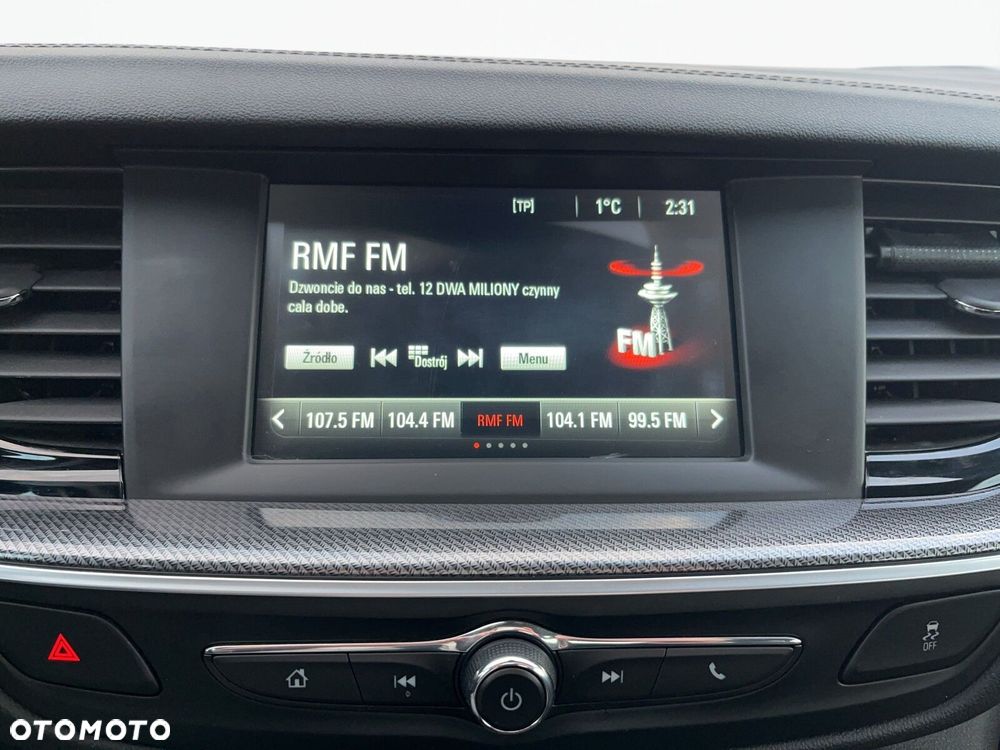 [TP] 1°C 2:31
RMF FM
Dzwoncie do nas - tel. 12 DWA MILIONY czynny
cala dobe.
FM
Źródło Dostrój Menu
107.5 FM 104.4 FM RMF FM 104.1 FM 99.5 FM
OFF
OTOMOTO